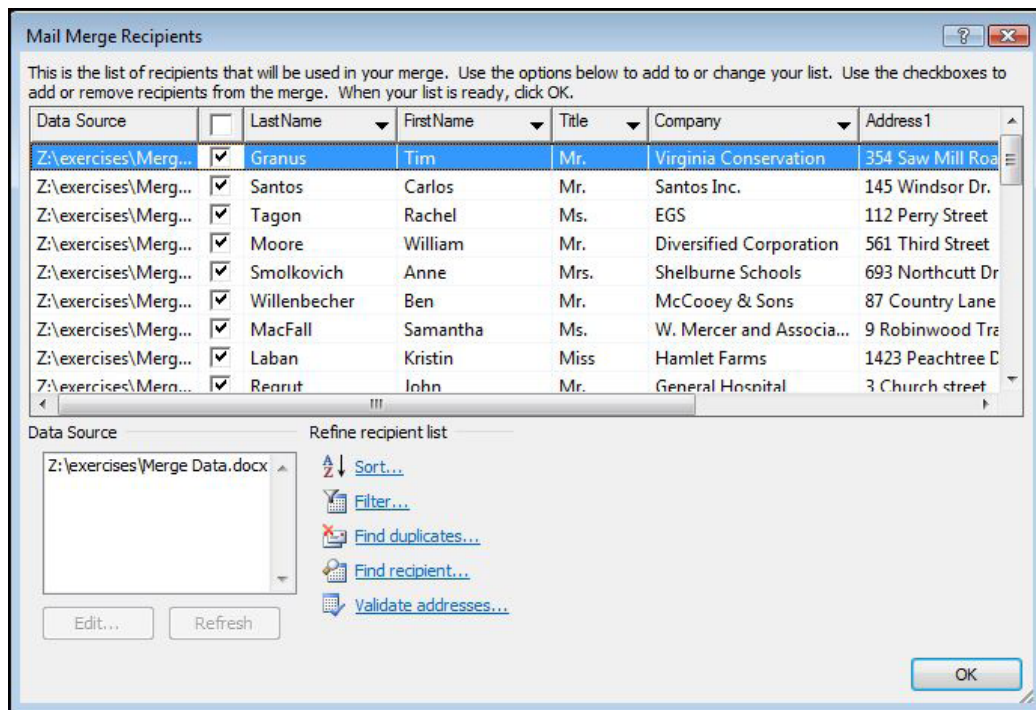 Mail Merge Recipients
This is the list of recipients that will be used in your merge. Use the options below to add to or change your list. Use the checkboxes to
add or remove recipients from the merge. When your list is ready, click OK.
Data Source LastName FirstName Title Company Address1
Z:\exercises\Merg... Granus Tim Mr. Virginia Conservation 354 Saw Mill Roa
Z:\exercises\Merg... Santos Carlos Mr. Santos Inc. 145 Windsor Dr.
Z:\exercises\Merg... Tagon Rachel Ms. EGS 112 Perry Street
Z:\exercises\Merg... Moore William Mr. Diversified Corporation 561 Third Street
Z:\exercises\Merg... Smolkovich Anne Mrs. Shelburne Schools 693 Northcutt Dr
Z:\exercises\Merg... Willenbecher Ben Mr. McCooey & Sons 87 Country Lane
Z:\exercises\Merg... MacFall Samantha Ms. W. Mercer and Associa... 9 Robinwood Tra
Z:\exercises\Merg... Laban Kristin Miss Hamlet Farms 1423 Peachtree D
Z:\exercises\Merg... Regrut John Mr. General Hospital 3 Church street
Data Source Refine recipient list
Z:\exercises\Merge Data.docx
Sort...
Filter...
Find duplicates...
Find recipient...
Validate addresses...
Edit... Refresh
OK